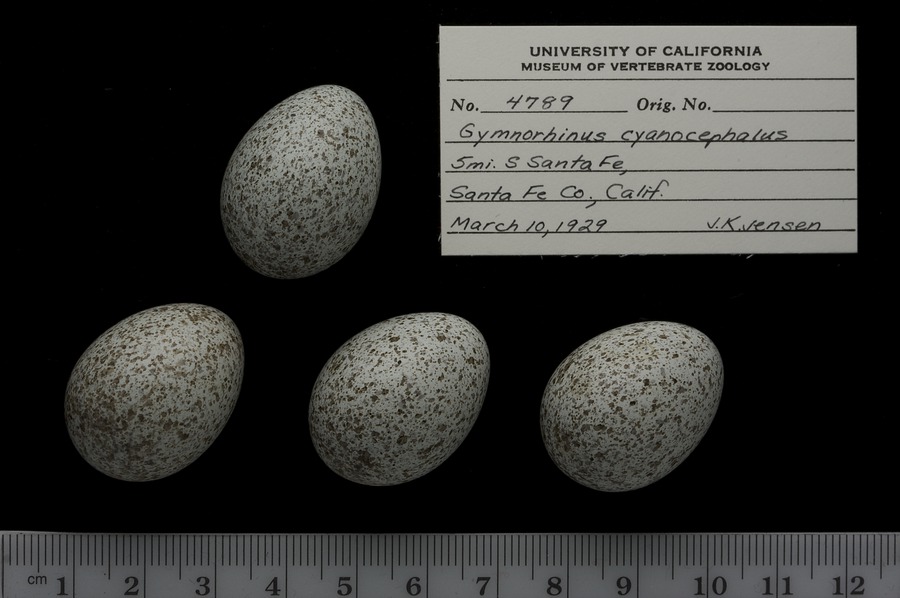 UNIVERSITY OF CALIFORNIA
MUSEUM OF VERTEBRATE ZOOLOGY
No. 4789 Orig. No.
Gymnorhinus cyanocephalus
5mi. S Santa Fe,
Santa Fe Co., Calif.
March 10, 1929 J.K.Jensen
cm 1 2 3 4 5 6 7 8 9 10 11 12